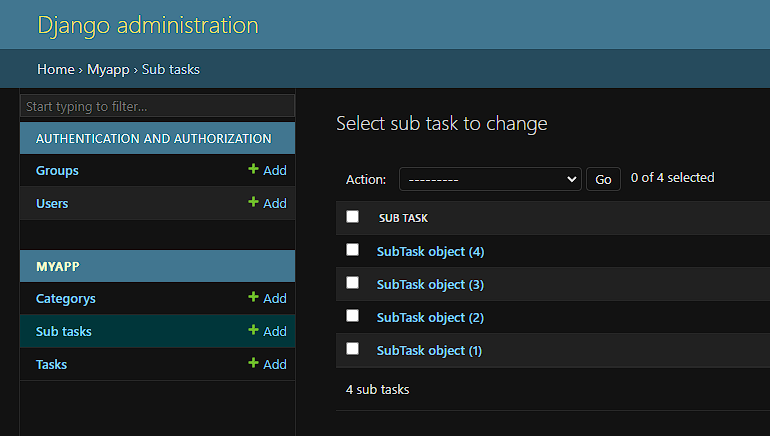 Django administration
Home › Myapp › Sub tasks
Start typing to filter...
AUTHENTICATION AND AUTHORIZATION
Groups + Add
Users + Add
MYAPP
Categorys + Add
Sub tasks + Add
Tasks + Add
Select sub task to change
Action: --------- Go 0 of 4 selected
SUB TASK
SubTask object (4)
SubTask object (3)
SubTask object (2)
SubTask object (1)
4 sub tasks